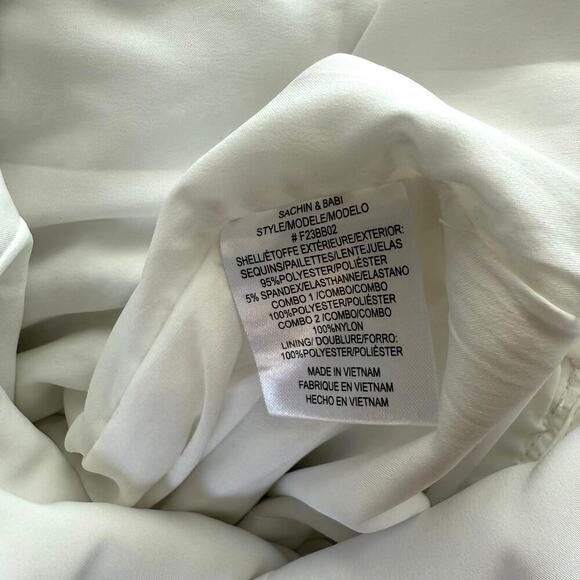 SACHIN & BABI
STYLE/MODELE/MODELO
# F23BB02
SHELL/ÉTOFFE EXTÉRIEURE/EXTERIOR:
SEQUINS/PAILETTES/LENTEJUELAS
95%POLYESTER/POLIÉSTER
5% SPANDEX/ELASTHANNE/ELASTANO
COMBO 1 /COMBO/COMBO
100%POLYESTER/POLIÉSTER
COMBO 2 /COMBO/COMBO
100%NYLON
LINING/ DOUBLURE/FORRO:
100%POLYESTER/POLIÉSTER
MADE IN VIETNAM
FABRIQUE EN VIETNAM
HECHO EN VIETNAM